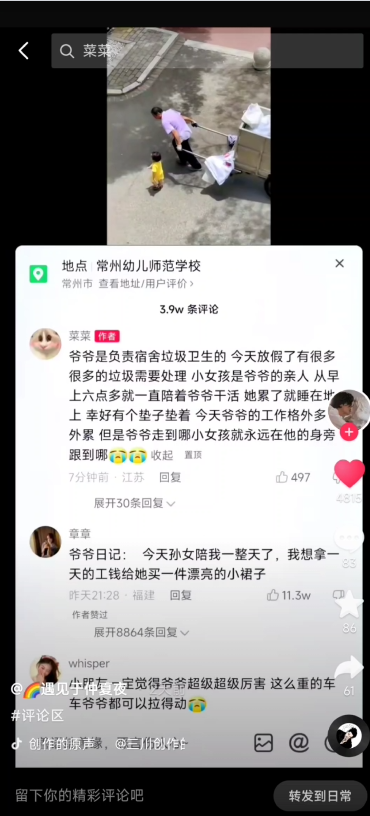 菜菜
地点 常州幼儿师范学校
常州市 查看地址/用户评价>
3.9w 条评论
菜菜 作者
爷爷是负责宿舍垃圾卫生的 今天放假了有很多
很多的垃圾需要处理 小女孩是爷爷的亲人 从早
上六点多就一直陪着爷爷干活 她累了就睡在地
上 幸好有个垫子垫着 今天爷爷的工作格外多
外累 但是爷爷走到哪小女孩就永远在他的身旁
跟到哪😭😭 收起 置顶
7分钟前 · 江苏 回复 497
展开30条回复
4815
章章
爷爷日记: 今天孙女陪我一整天了,我想拿一
天的工钱给她买一件漂亮的小裙子
昨天21:28 · 福建 回复 11.3w
作者赞过
展开8864条回复
83
86
whisper
小朋友一定觉得爷爷超级超级厉害 这么重的车
车爷爷都可以拉得动😭
@🌈遇见于仲夏夜
61
#评论区
创作的原声 @三川创作的
留下你的精彩评论吧
转发到日常